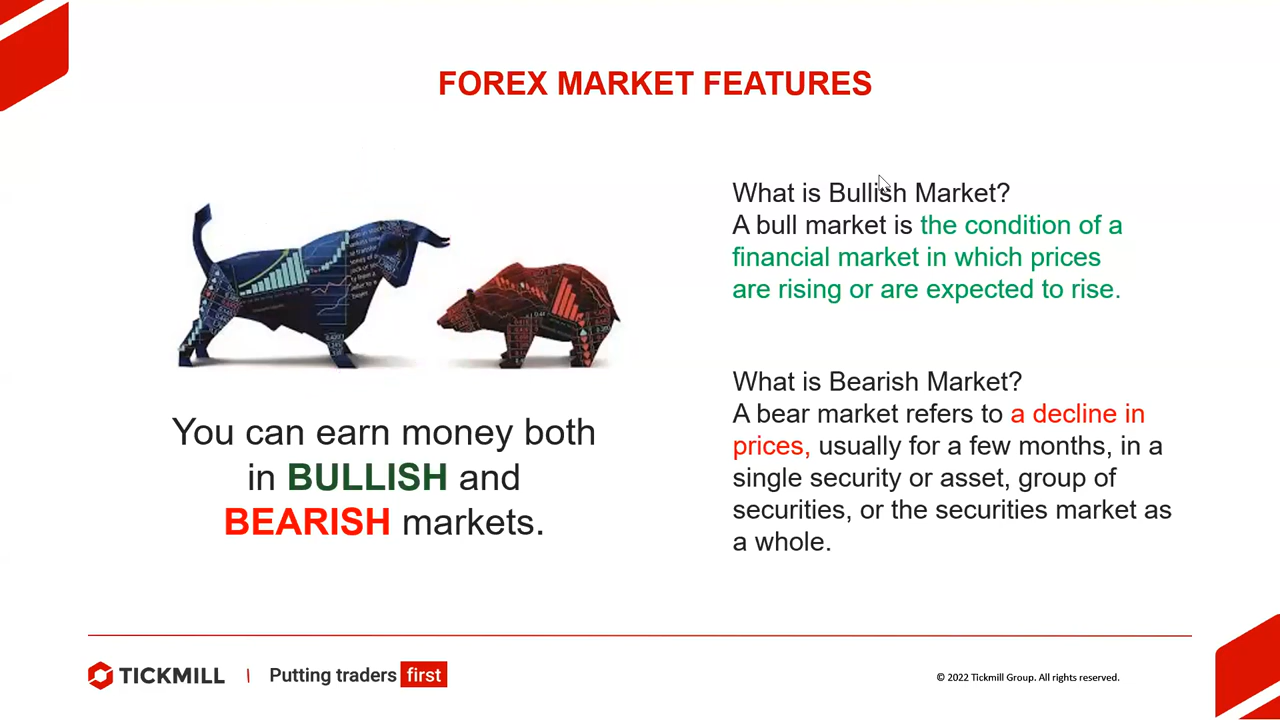 FOREX MARKET FEATURES
You can earn money both
in BULLISH and
BEARISH markets.
What is Bullish Market?
A bull market is the condition of a
financial market in which prices
are rising or are expected to rise.
What is Bearish Market?
A bear market refers to a decline in
prices, usually for a few months, in a
single security or asset, group of
securities, or the securities market as
a whole.
TICKMILL | Putting traders first
© 2022 Tickmill Group. All rights reserved.